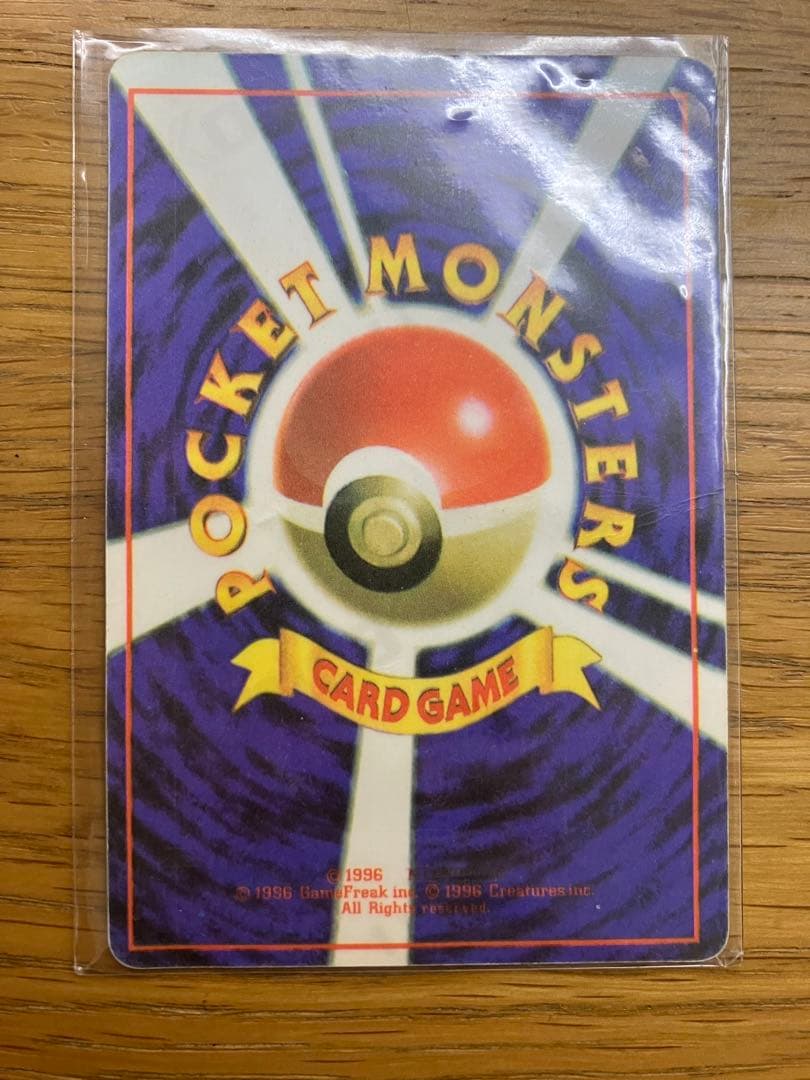 POCKET MONSTERS
CARD GAME
© 1996
© 1996 GameFreak inc. © 1996 Creatures inc.
All Rights reserved.